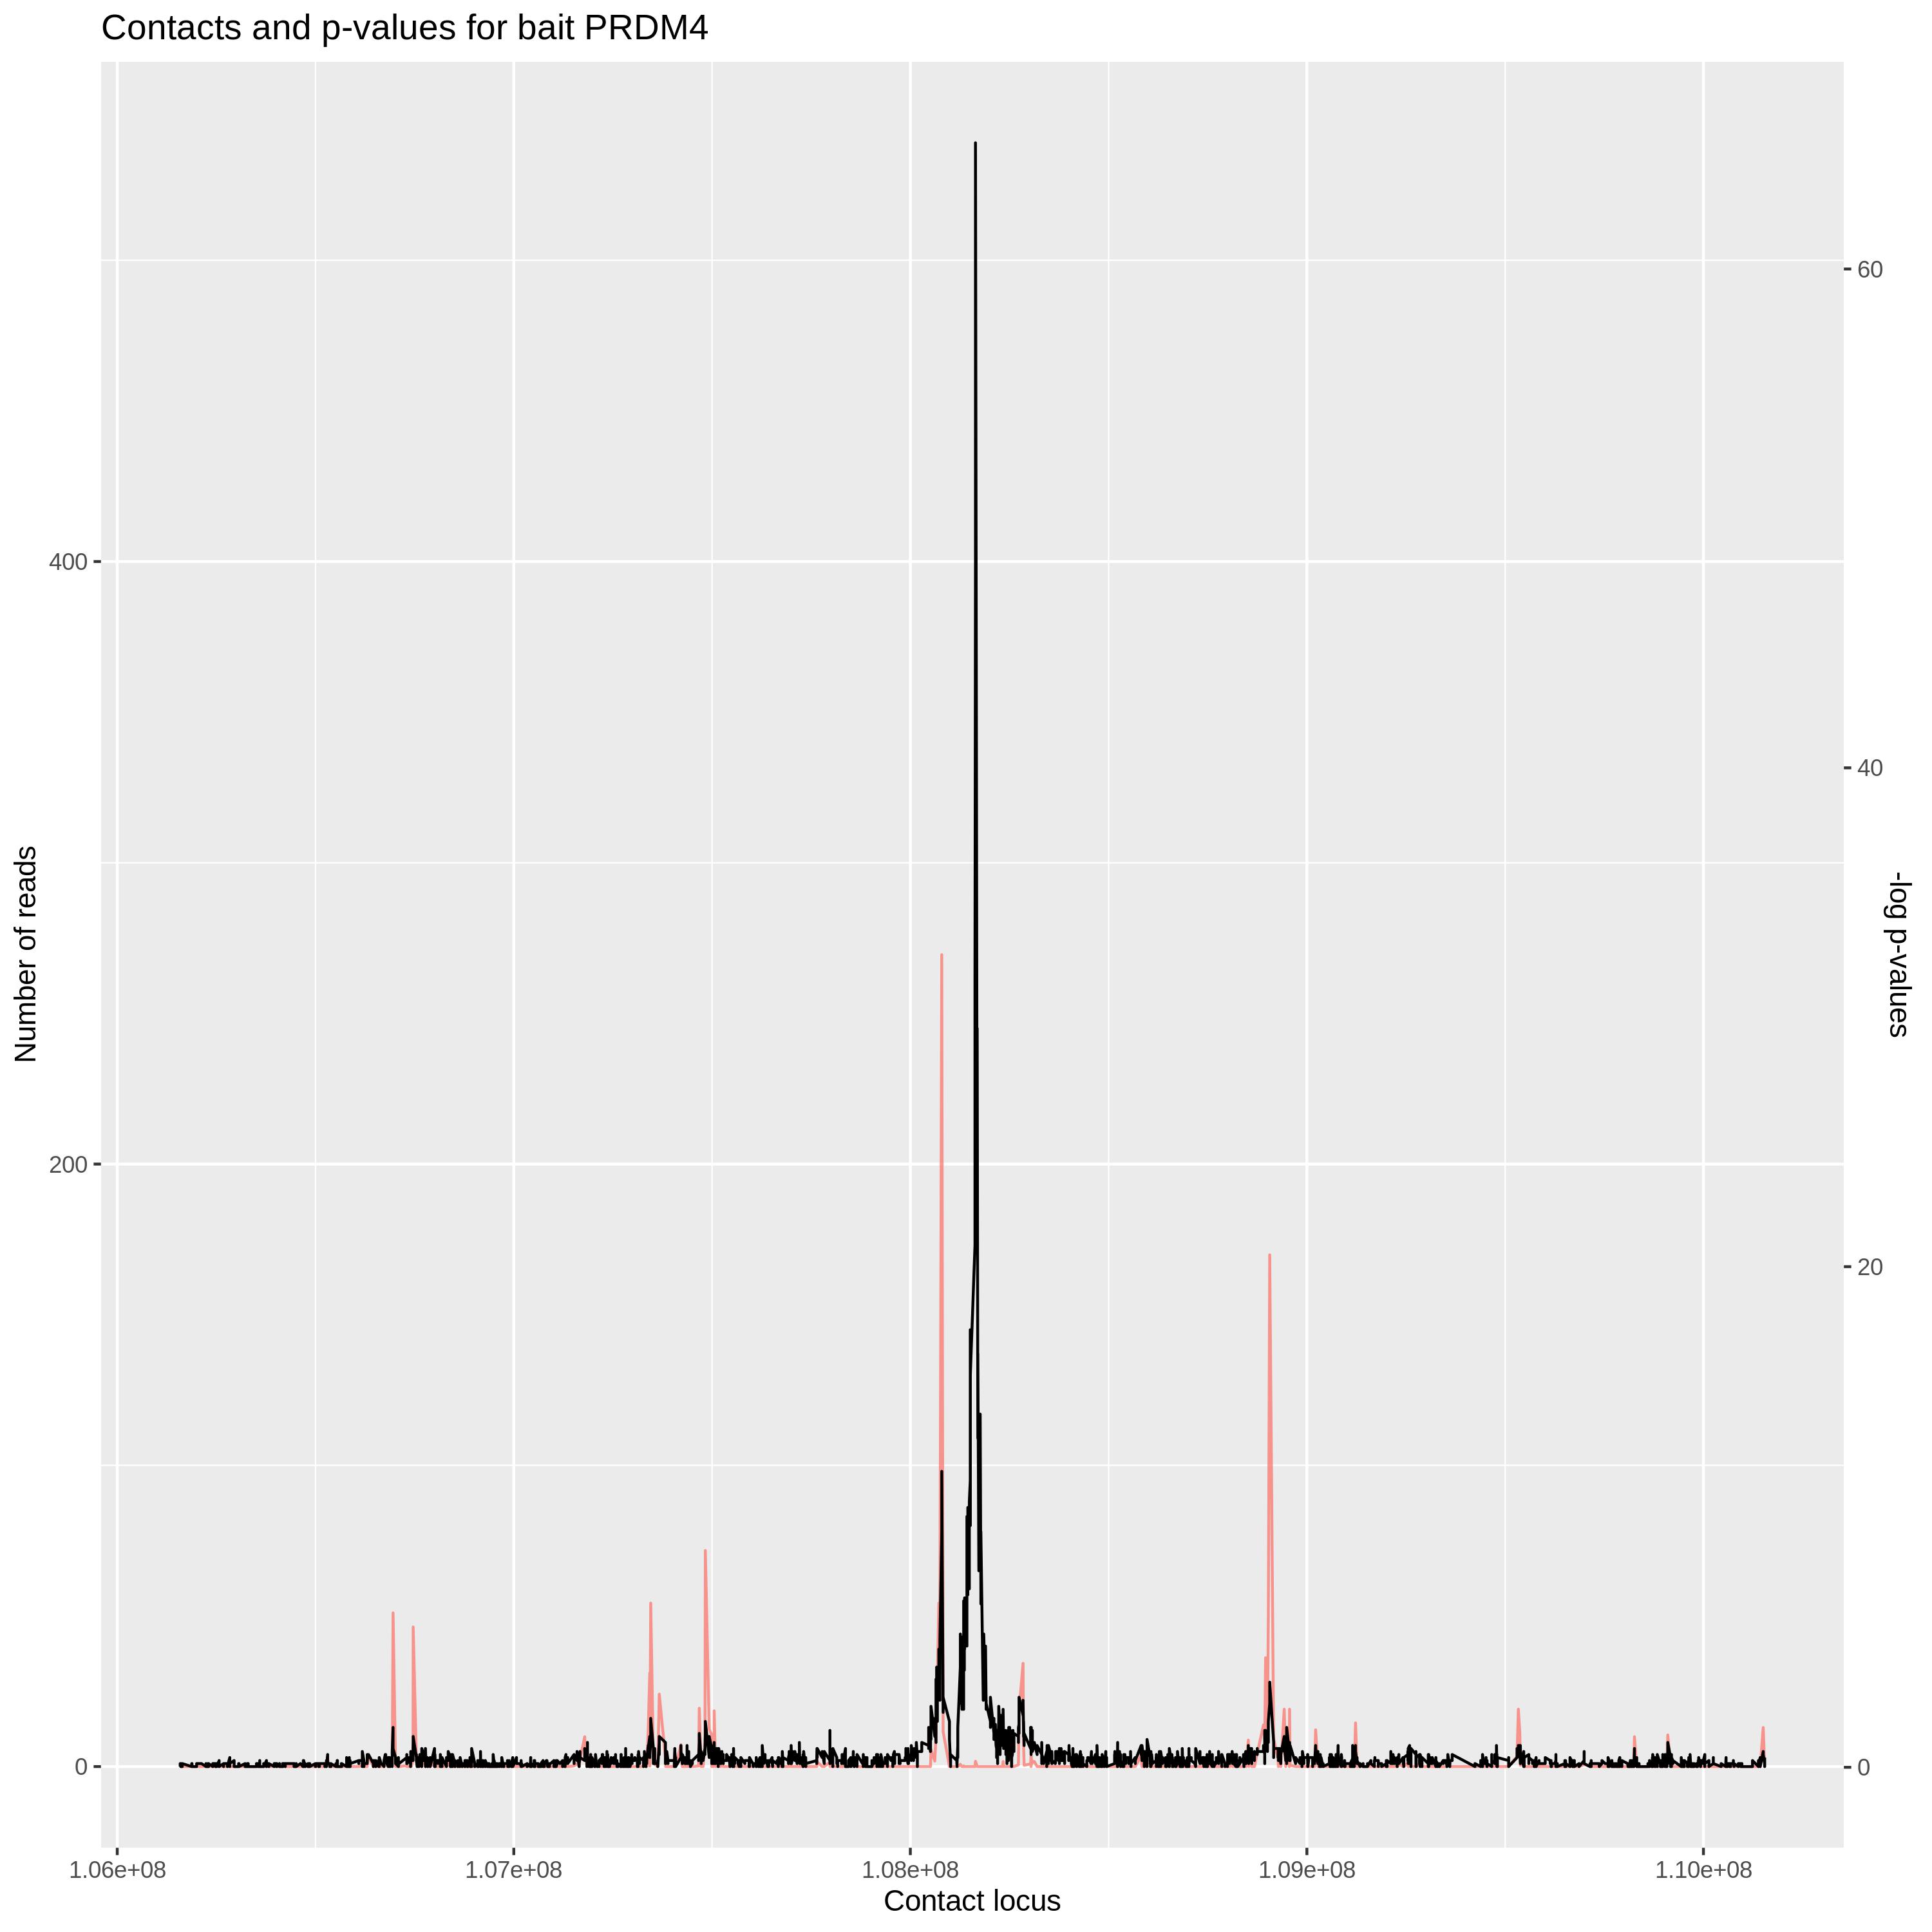 Contacts and p-values for bait PRDM4
Number of reads
400
200
0
60
40
20
0
-log p-values
1.06e+08
1.07e+08
1.08e+08
1.09e+08
1.10e+08
Contact locus